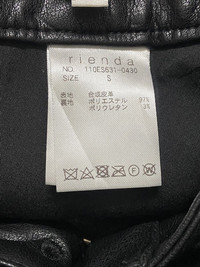 rienda
NO. 110ES631-0430
SIZE S
表地 合成皮革
裏地 ポリエステル 97%
ポリウレタン 3%